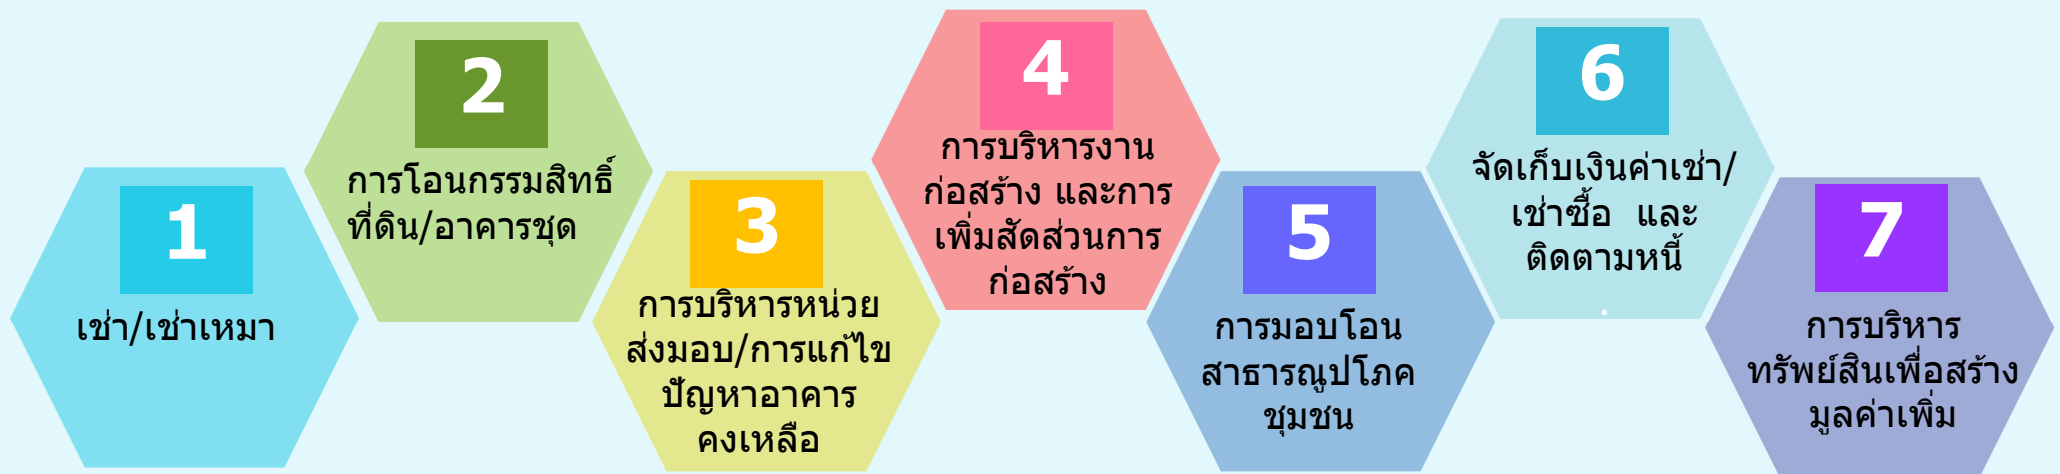 1
เช่า/เช่าเหมา
2
การโอนกรรมสิทธิ์
ที่ดิน/อาคารชุด
3
การบริหารหน่วย
ส่งมอบ/การแก้ไข
ปัญหาอาคาร
คงเหลือ
4
การบริหารงาน
ก่อสร้าง และการ
เพิ่มสัดส่วนการ
ก่อสร้าง
5
การมอบโอน
สาธารณูปโภค
ชุมชน
6
จัดเก็บเงินค่าเช่า/
เช่าซื้อ และ
ติดตามหนี้
.
7
การบริหาร
ทรัพย์สินเพื่อสร้าง
มูลค่าเพิ่ม